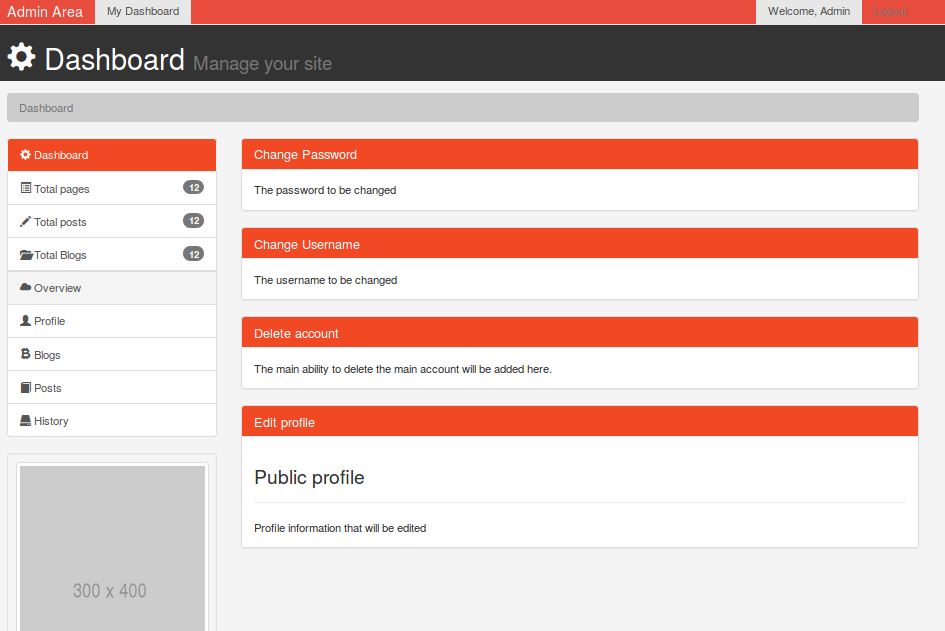 Admin Area My Dashboard Welcome, Admin Logout
Dashboard Manage your site
Dashboard
Dashboard
Total pages 12
Total posts 12
Total Blogs 12
Overview
Profile
Blogs
Posts
History
300 x 400
Change Password
The password to be changed
Change Username
The username to be changed
Delete account
The main ability to delete the main account will be added here.
Edit profile
Public profile
Profile information that will be edited